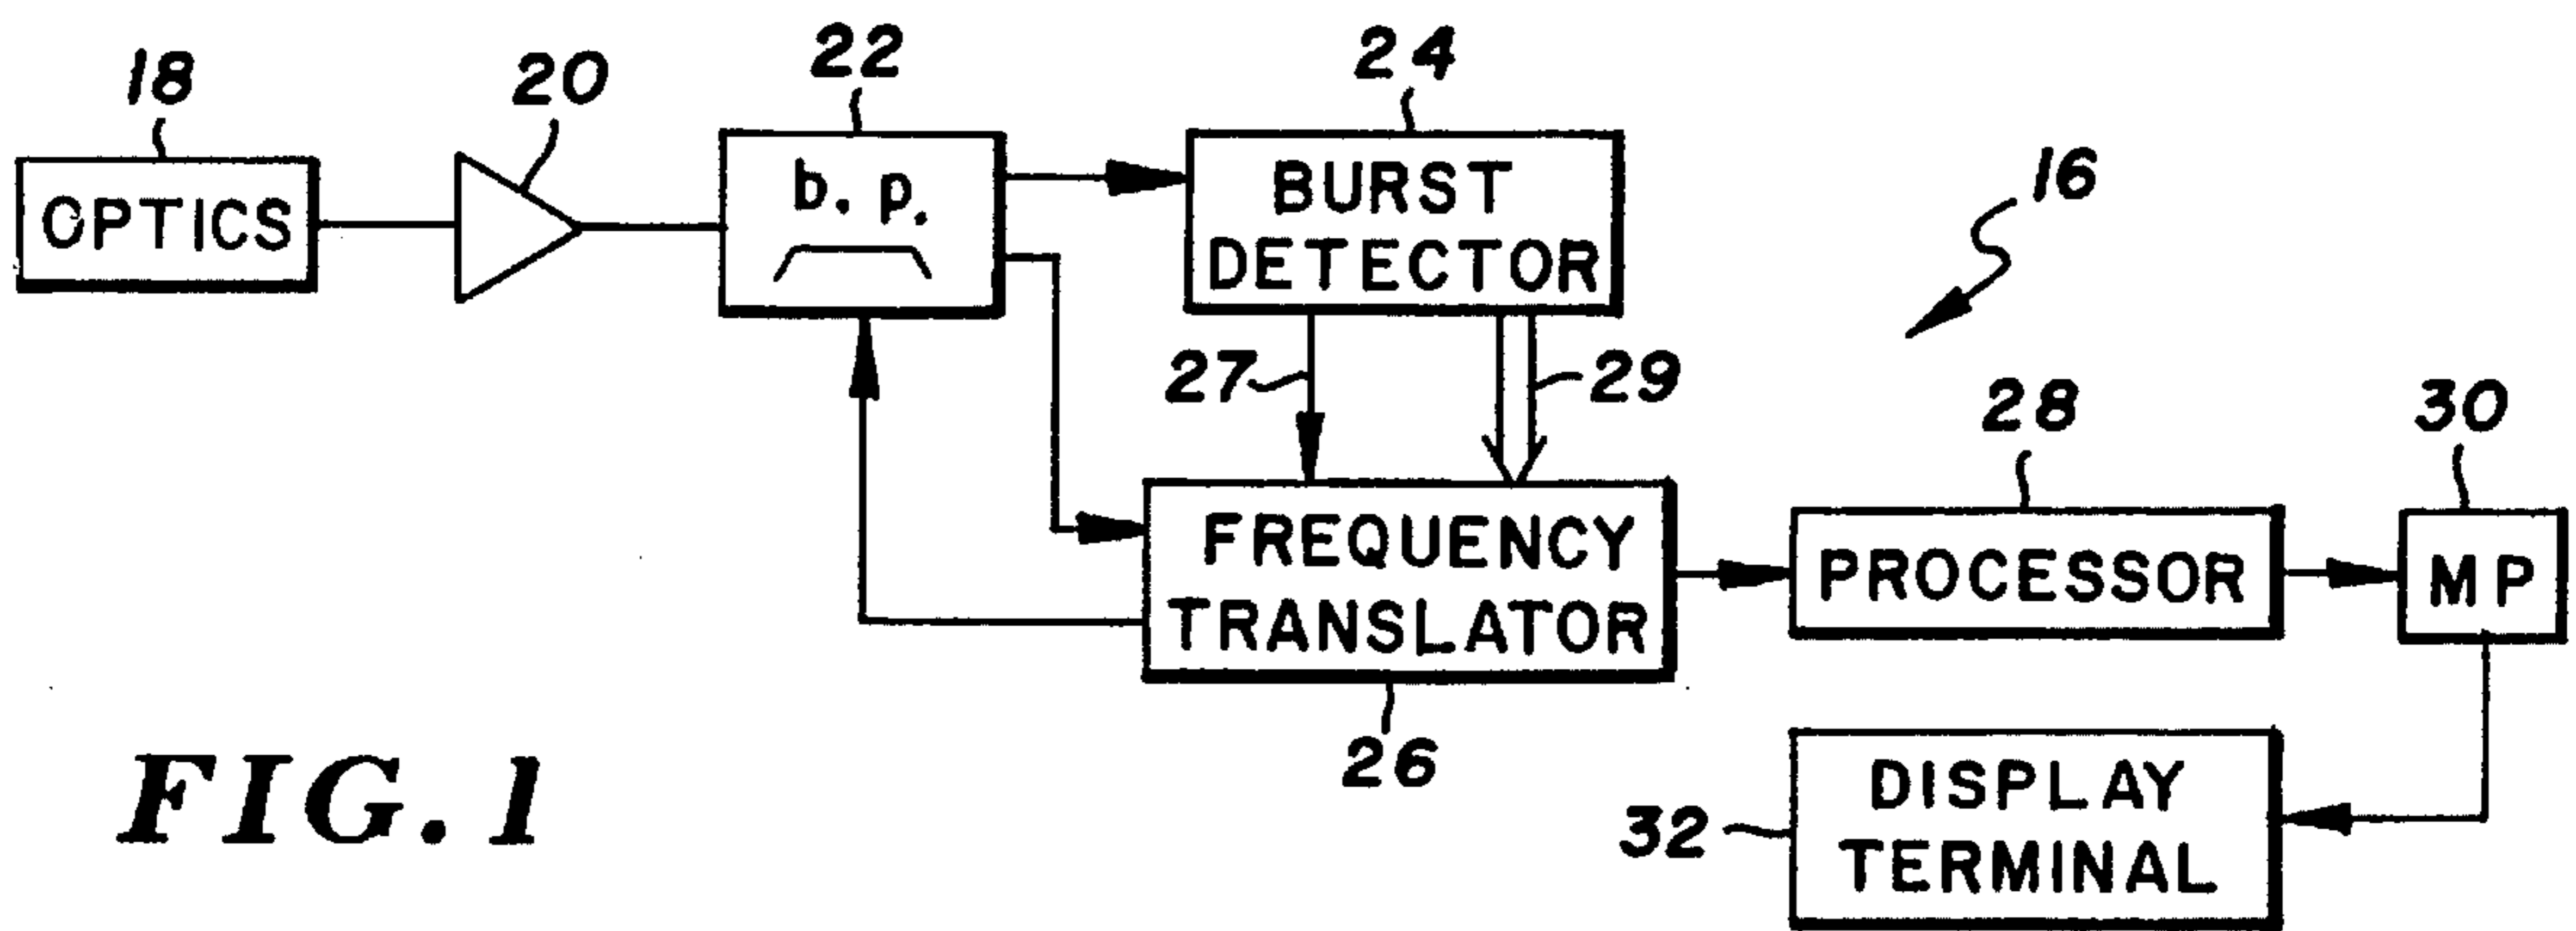 18
20
22
24
16
OPTICS
b. p.
BURST
DETECTOR
27
29
28
30
FREQUENCY
TRANSLATOR
PROCESSOR
MP
26
32
DISPLAY
TERMINAL
FIG. 1